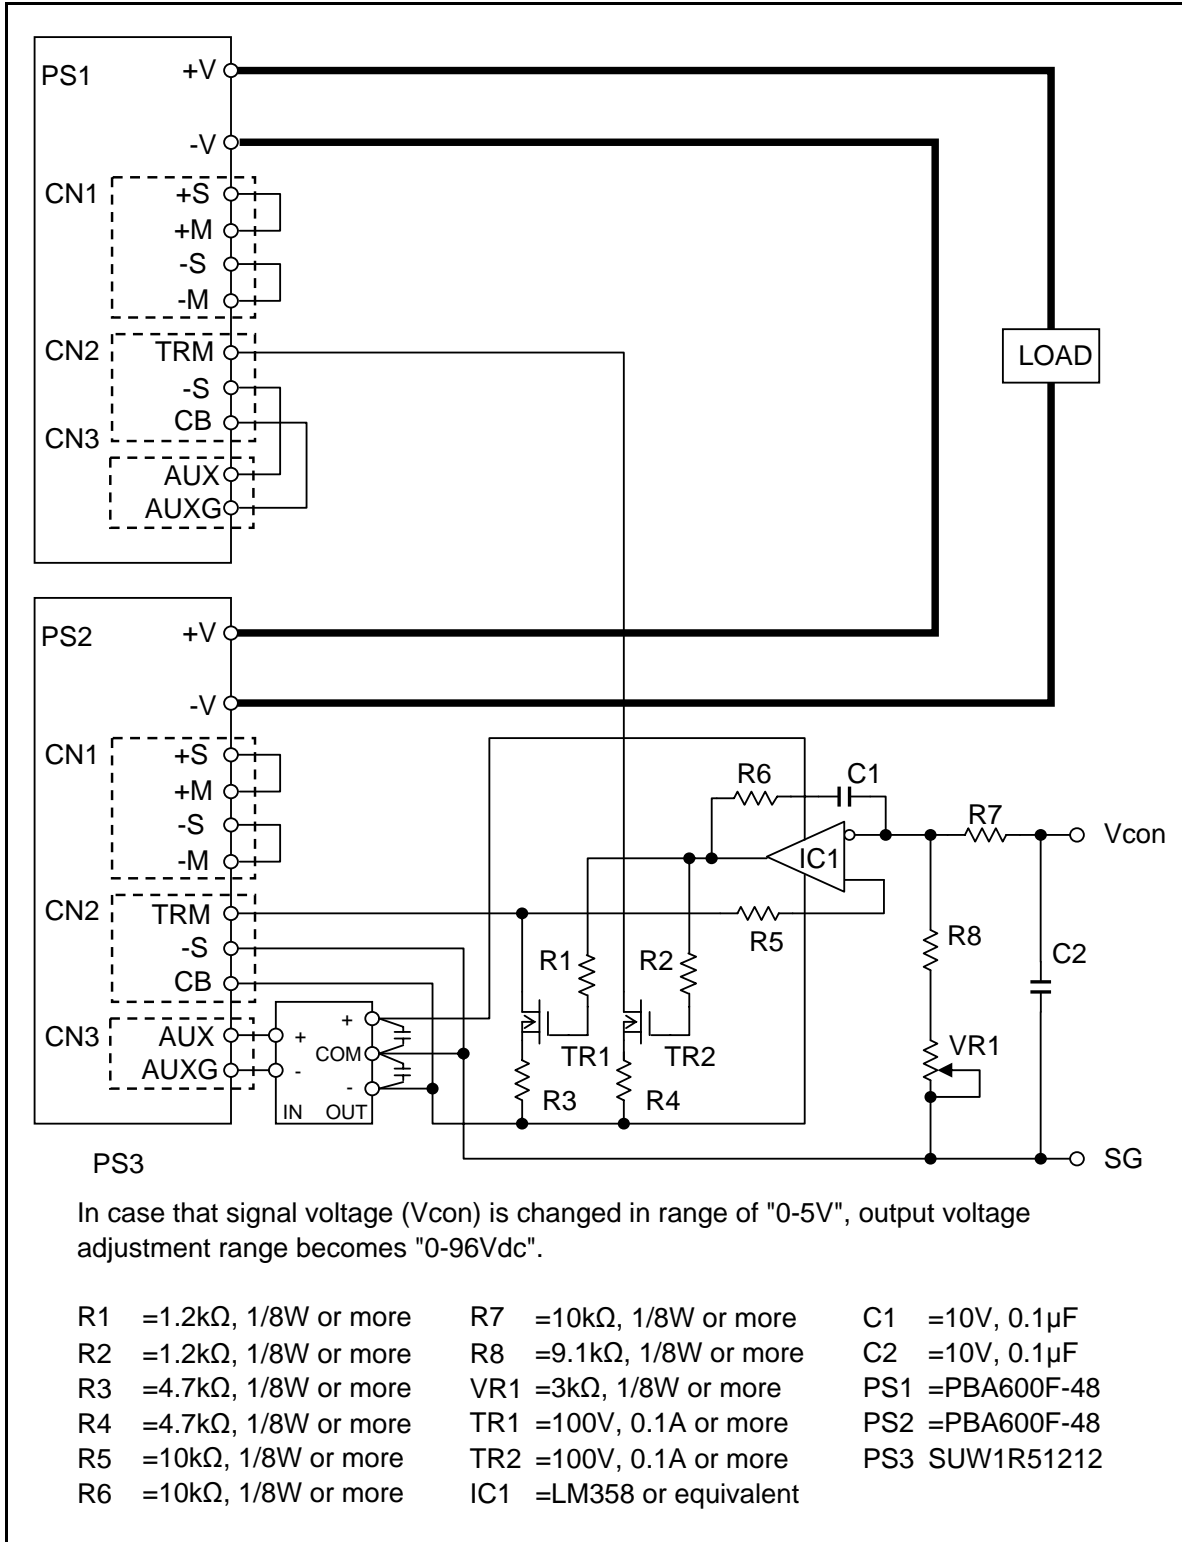 PS1
+V
-V
CN1
+S
+M
-S
-M
CN2
TRM
-S
CB
CN3
AUX
AUXG
LOAD
PS2
+V
-V
CN1
+S
+M
-S
-M
CN2
TRM
-S
CB
CN3
AUX
AUXG
+
-
+
COM
-
IN OUT
PS3
R6
C1
IC1
R7
Vcon
R5
R8
C2
R1
R2
TR1
TR2
VR1
R3
R4
SG
In case that signal voltage (Vcon) is changed in range of "0-5V", output voltage
adjustment range becomes "0-96Vdc".
R1 =1.2kΩ, 1/8W or more
R2 =1.2kΩ, 1/8W or more
R3 =4.7kΩ, 1/8W or more
R4 =4.7kΩ, 1/8W or more
R5 =10kΩ, 1/8W or more
R6 =10kΩ, 1/8W or more
R7 =10kΩ, 1/8W or more
R8 =9.1kΩ, 1/8W or more
VR1 =3kΩ, 1/8W or more
TR1 =100V, 0.1A or more
TR2 =100V, 0.1A or more
IC1 =LM358 or equivalent
C1 =10V, 0.1µF
C2 =10V, 0.1µF
PS1 =PBA600F-48
PS2 =PBA600F-48
PS3 SUW1R51212